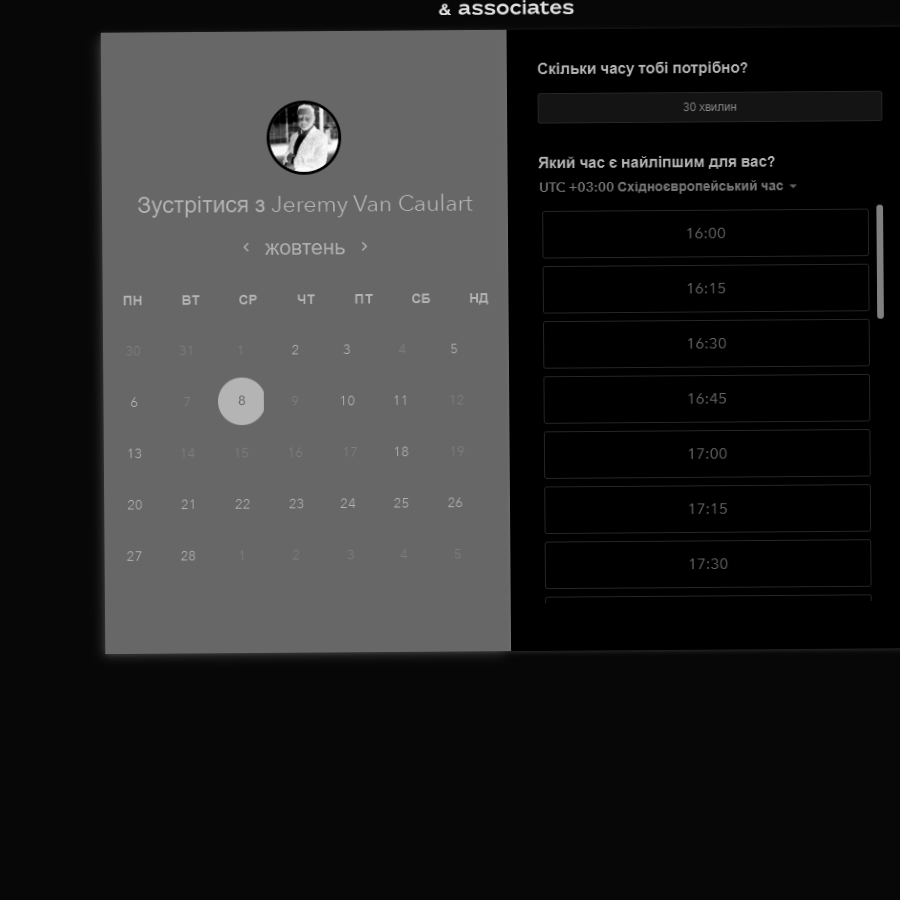 & associates
Зустрітися з Jeremy Van Caulart
жовтень
ПН ВТ СР ЧТ ПТ СБ НД
30 31 1 2 3 4 5
6 7 8 9 10 11 12
13 14 15 16 17 18 19
20 21 22 23 24 25 26
27 28 1 2 3 4 5
Скільки часу тобі потрібно?
30 хвилин
Який час є найліпшим для вас?
UTC +03:00 Східноєвропейський час
16:00
16:15
16:30
16:45
17:00
17:15
17:30